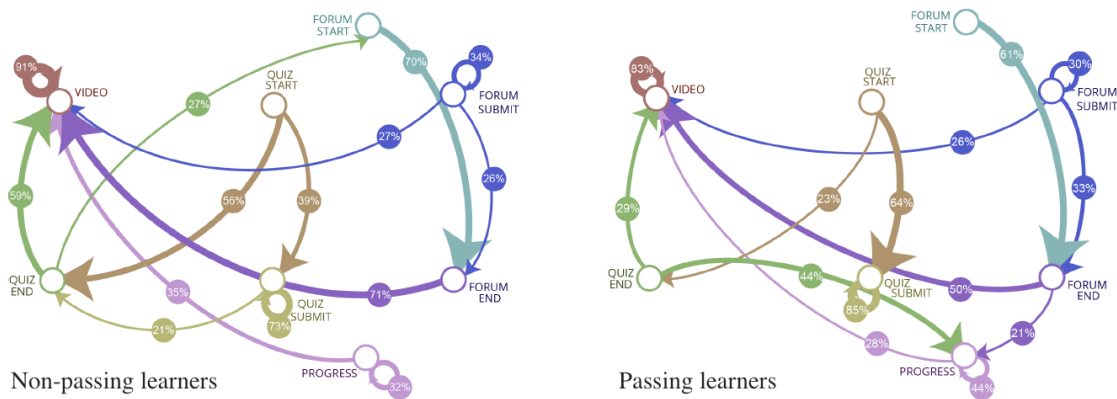 FORUM
START
70%
34%
FORUM
SUBMIT
91%
VIDEO
QUIZ
START
27%
27%
26%
59%
56%
39%
QUIZ
END
35%
71%
FORUM
END
QUIZ
SUBMIT
21%
73%
PROGRESS
32%
Non-passing learners
FORUM
START
61%
30%
FORUM
SUBMIT
83%
VIDEO
QUIZ
START
26%
33%
29%
23%
64%
QUIZ
END
44%
50%
FORUM
END
QUIZ
SUBMIT
85%
28%
21%
PROGRESS
44%
Passing learners